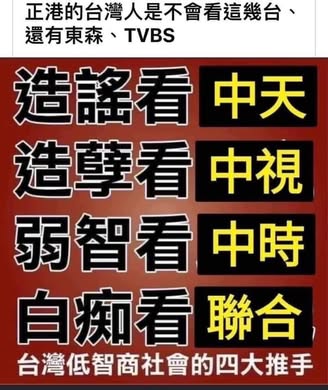 正港的台灣人是不會看這幾台、
還有東森、TVBS
造謠看 中天
造孽看 中視
弱智看 中時
白痴看 聯合
台灣低智商社會的四大推手